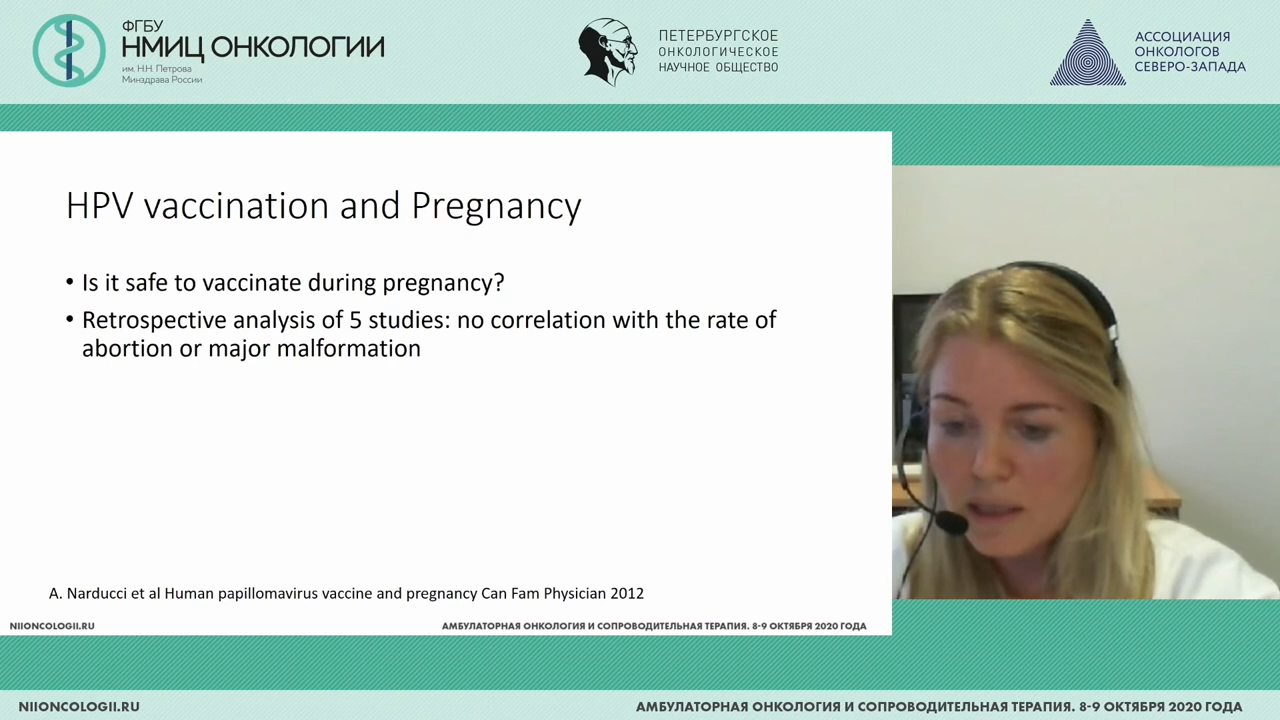 ФГБУ
НМИЦ ОНКОЛОГИИ
им. Н.Н. Петрова
Минздрава России
ПЕТЕРБУРГСКОЕ
ОНКОЛОГИЧЕСКОЕ
НАУЧНОЕ ОБЩЕСТВО
АССОЦИАЦИЯ
ОНКОЛОГОВ
СЕВЕРО-ЗАПАДА
HPV vaccination and Pregnancy
• Is it safe to vaccinate during pregnancy?
• Retrospective analysis of 5 studies: no correlation with the rate of
abortion or major malformation
A. Narducci et al Human papillomavirus vaccine and pregnancy Can Fam Physician 2012
NIIONCOLOGII.RU
АМБУЛАТОРНАЯ ОНКОЛОГИЯ И СОПРОВОДИТЕЛЬНАЯ ТЕРАПИЯ. 8-9 ОКТЯБРЯ 2020 ГОДА
NIIONCOLOGII.RU
АМБУЛАТОРНАЯ ОНКОЛОГИЯ И СОПРОВОДИТЕЛЬНАЯ ТЕРАПИЯ. 8-9 ОКТЯБРЯ 2020 ГОДА